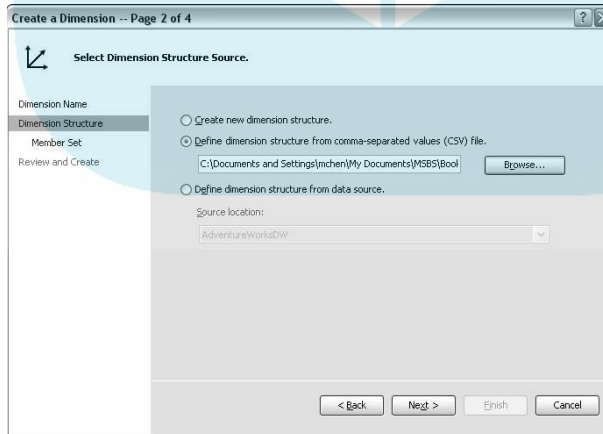 Create a Dimension -- Page 2 of 4
Select Dimension Structure Source.
Dimension Name
Dimension Structure
Member Set
Review and Create
Create new dimension structure.
Define dimension structure from comma-separated values (CSV) file.
C:\Documents and Settings\mchen\My Documents\MSBS\Book
Browse...
Define dimension structure from data source.
Source location:
AdventureWorksDW
< Back
Next >
Finish
Cancel